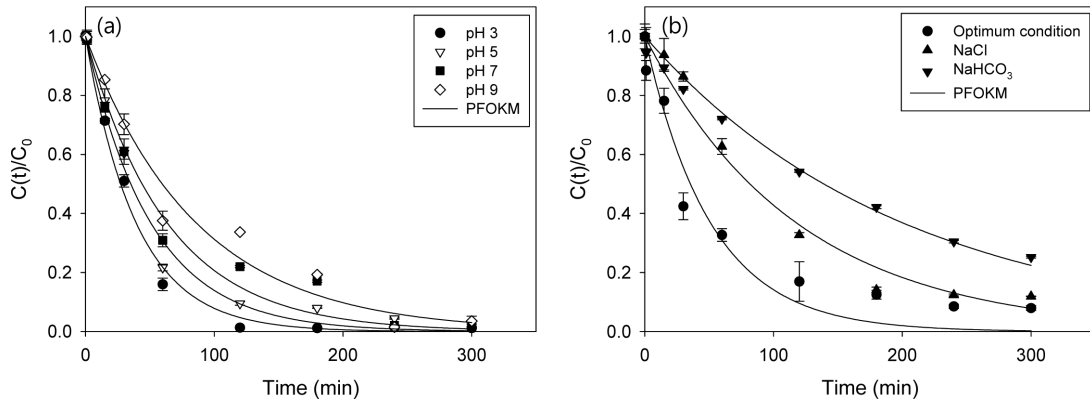 (a)
pH 3
pH 5
pH 7
pH 9
PFOKM
C(t)/C₀
1.0
0.8
0.6
0.4
0.2
0.0
0
100
200
300
Time (min)
(b)
Optimum condition
NaCl
NaHCO₃
PFOKM
C(t)/C₀
1.0
0.8
0.6
0.4
0.2
0.0
0
100
200
300
Time (min)